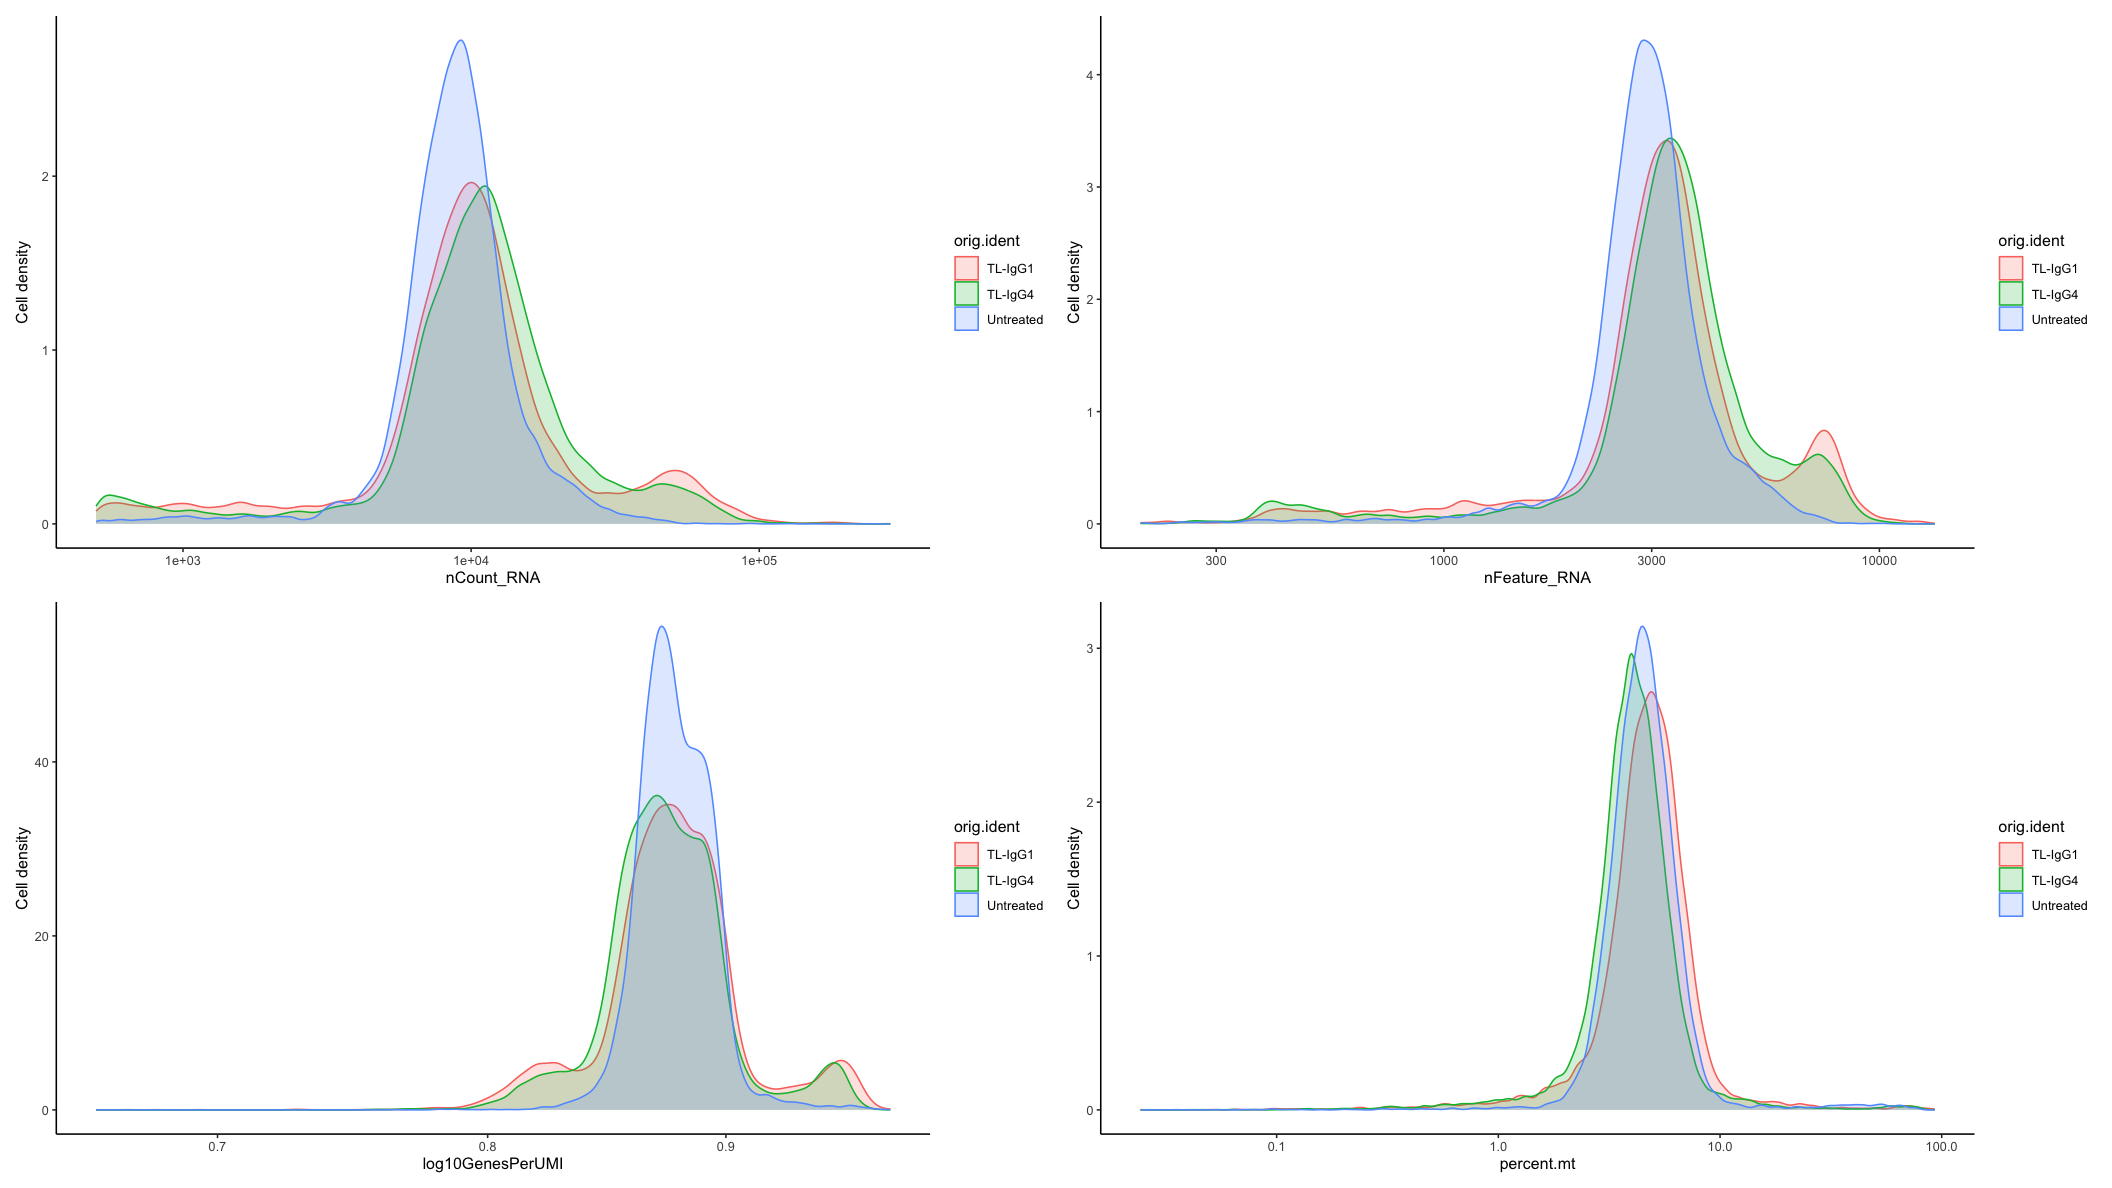 Cell density
2
1
0
1e+03 1e+04 1e+05
nCount_RNA
orig.ident
TL-IgG1
TL-IgG4
Untreated
Cell density
4
3
2
1
0
300 1000 3000 10000
nFeature_RNA
orig.ident
TL-IgG1
TL-IgG4
Untreated
Cell density
40
20
0
0.7 0.8 0.9
log10GenesPerUMI
orig.ident
TL-IgG1
TL-IgG4
Untreated
Cell density
3
2
1
0
0.1 1.0 10.0 100.0
percent.mt
orig.ident
TL-IgG1
TL-IgG4
Untreated